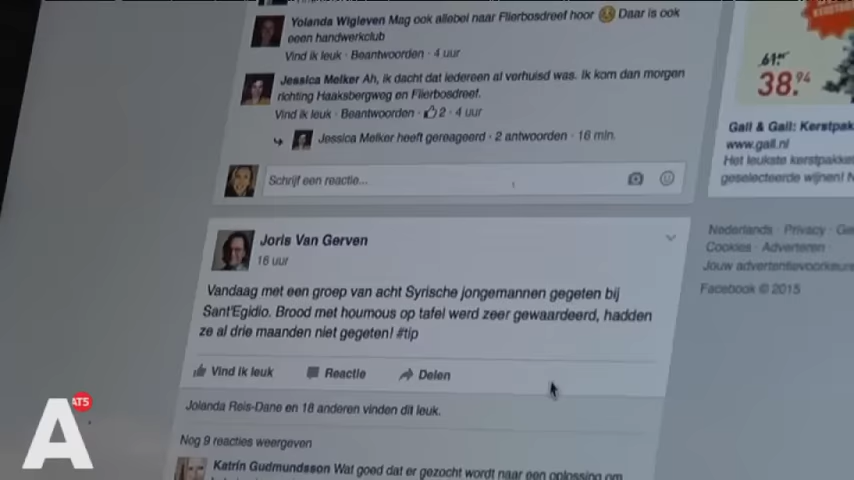 Yolanda Wigleven Mag ook allebei naar Flierbosdreef hoor Daar is ook
eeen handwerkclub
Vind ik leuk · Beantwoorden · 4 uur
Jessica Melker Ah, ik dacht dat iedereen al verhuisd was. Ik kom dan morgen
richting Haaksbergweg en Flierbosdreef.
Vind ik leuk · Beantwoorden · 2 · 4 uur
Jessica Melker heeft gereageerd · 2 antwoorden · 16 min.
Schrijf een reactie...
Joris Van Gerven
16 uur
Vandaag met een groep van acht Syrische jongemannen gegeten bij
Sant'Egidio. Brood met houmous op tafel werd zeer gewaardeerd, hadden
ze al drie maanden niet gegeten! #tip
Vind ik leuk Reactie Delen
Jolanda Reis-Dane en 18 anderen vinden dit leuk.
Nog 9 reacties weergeven
Katrin Gudmundsson Wat goed dat er gezocht wordt naar een oplossing om
38.94
Gall & Gall: Kerstpak
www.gall.nl
Het leukste kerstpakke
geselecteerde wijnen! N
Nederlands · Privacy · Ge
Cookies · Adverteren ·
Jouw advertentievoorkeure
Facebook © 2015
A AT5